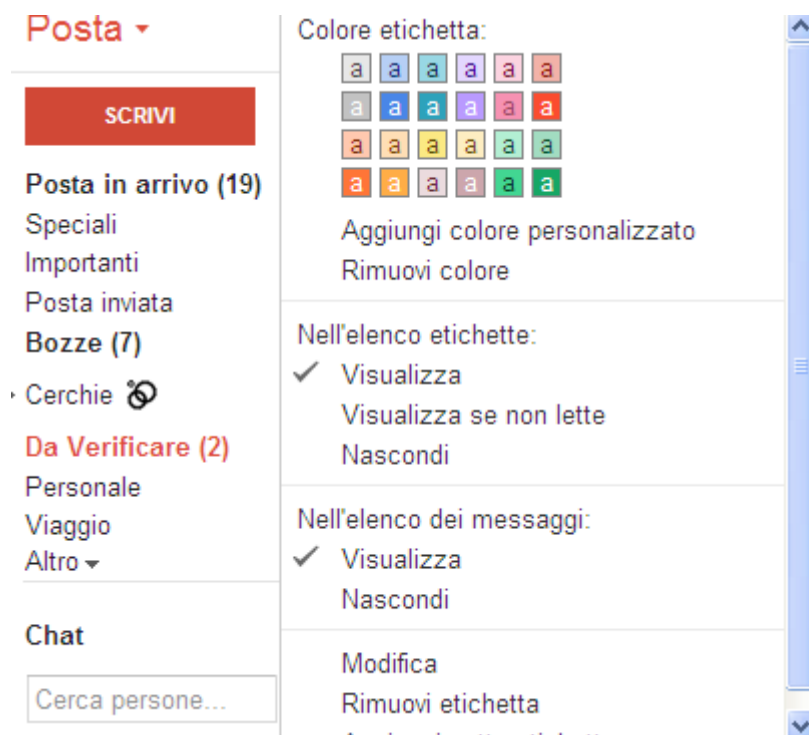 Posta
SCRIVI
Posta in arrivo (19)
Speciali
Importanti
Posta inviata
Bozze (7)
Cerchie
Da Verificare (2)
Personale
Viaggio
Altro
Chat
Cerca persone...
Colore etichetta:
a a a a a a
a a a a a a
a a a a a a
a a a a a a
Aggiungi colore personalizzato
Rimuovi colore
Nell'elenco etichette:
Visualizza
Visualizza se non lette
Nascondi
Nell'elenco dei messaggi:
Visualizza
Nascondi
Modifica
Rimuovi etichetta